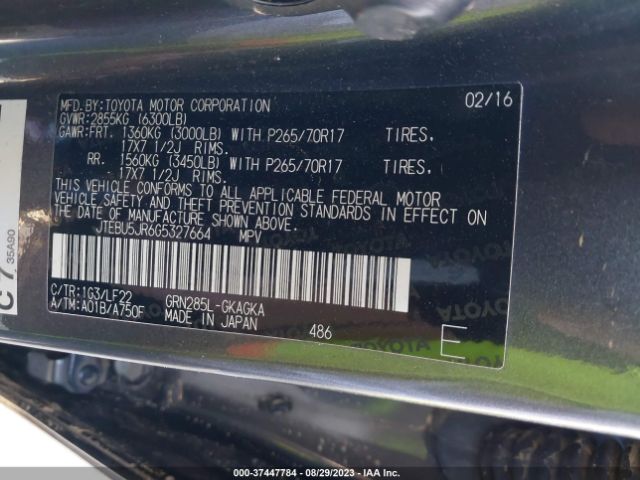 MFD.BY:TOYOTA MOTOR CORPORATION 02/16
GVWR:2855KG (6300LB)
GAWR:FRT. 1360KG (3000LB) WITH P265/70R17 TIRES.
17X7 1/2J RIMS.
RR. 1560KG (3450LB) WITH P265/70R17 TIRES.
17X7 1/2J RIMS.
THIS VEHICLE CONFORMS TO ALL APPLICABLE FEDERAL MOTOR
VEHICLE SAFETY AND THEFT PREVENTION STANDARDS IN EFFECT ON
THE DATE OF MANUFACTURE SHOWN ABOVE.
JTEBU5JR6G5327664 MPV
C/TR:1G3/LF22 GRN285L-GKAGKA
A/TM:A01B/A750F MADE IN JAPAN
486
E
C 7
35A90
000-37447784 - 08/29/2023 - IAA Inc.